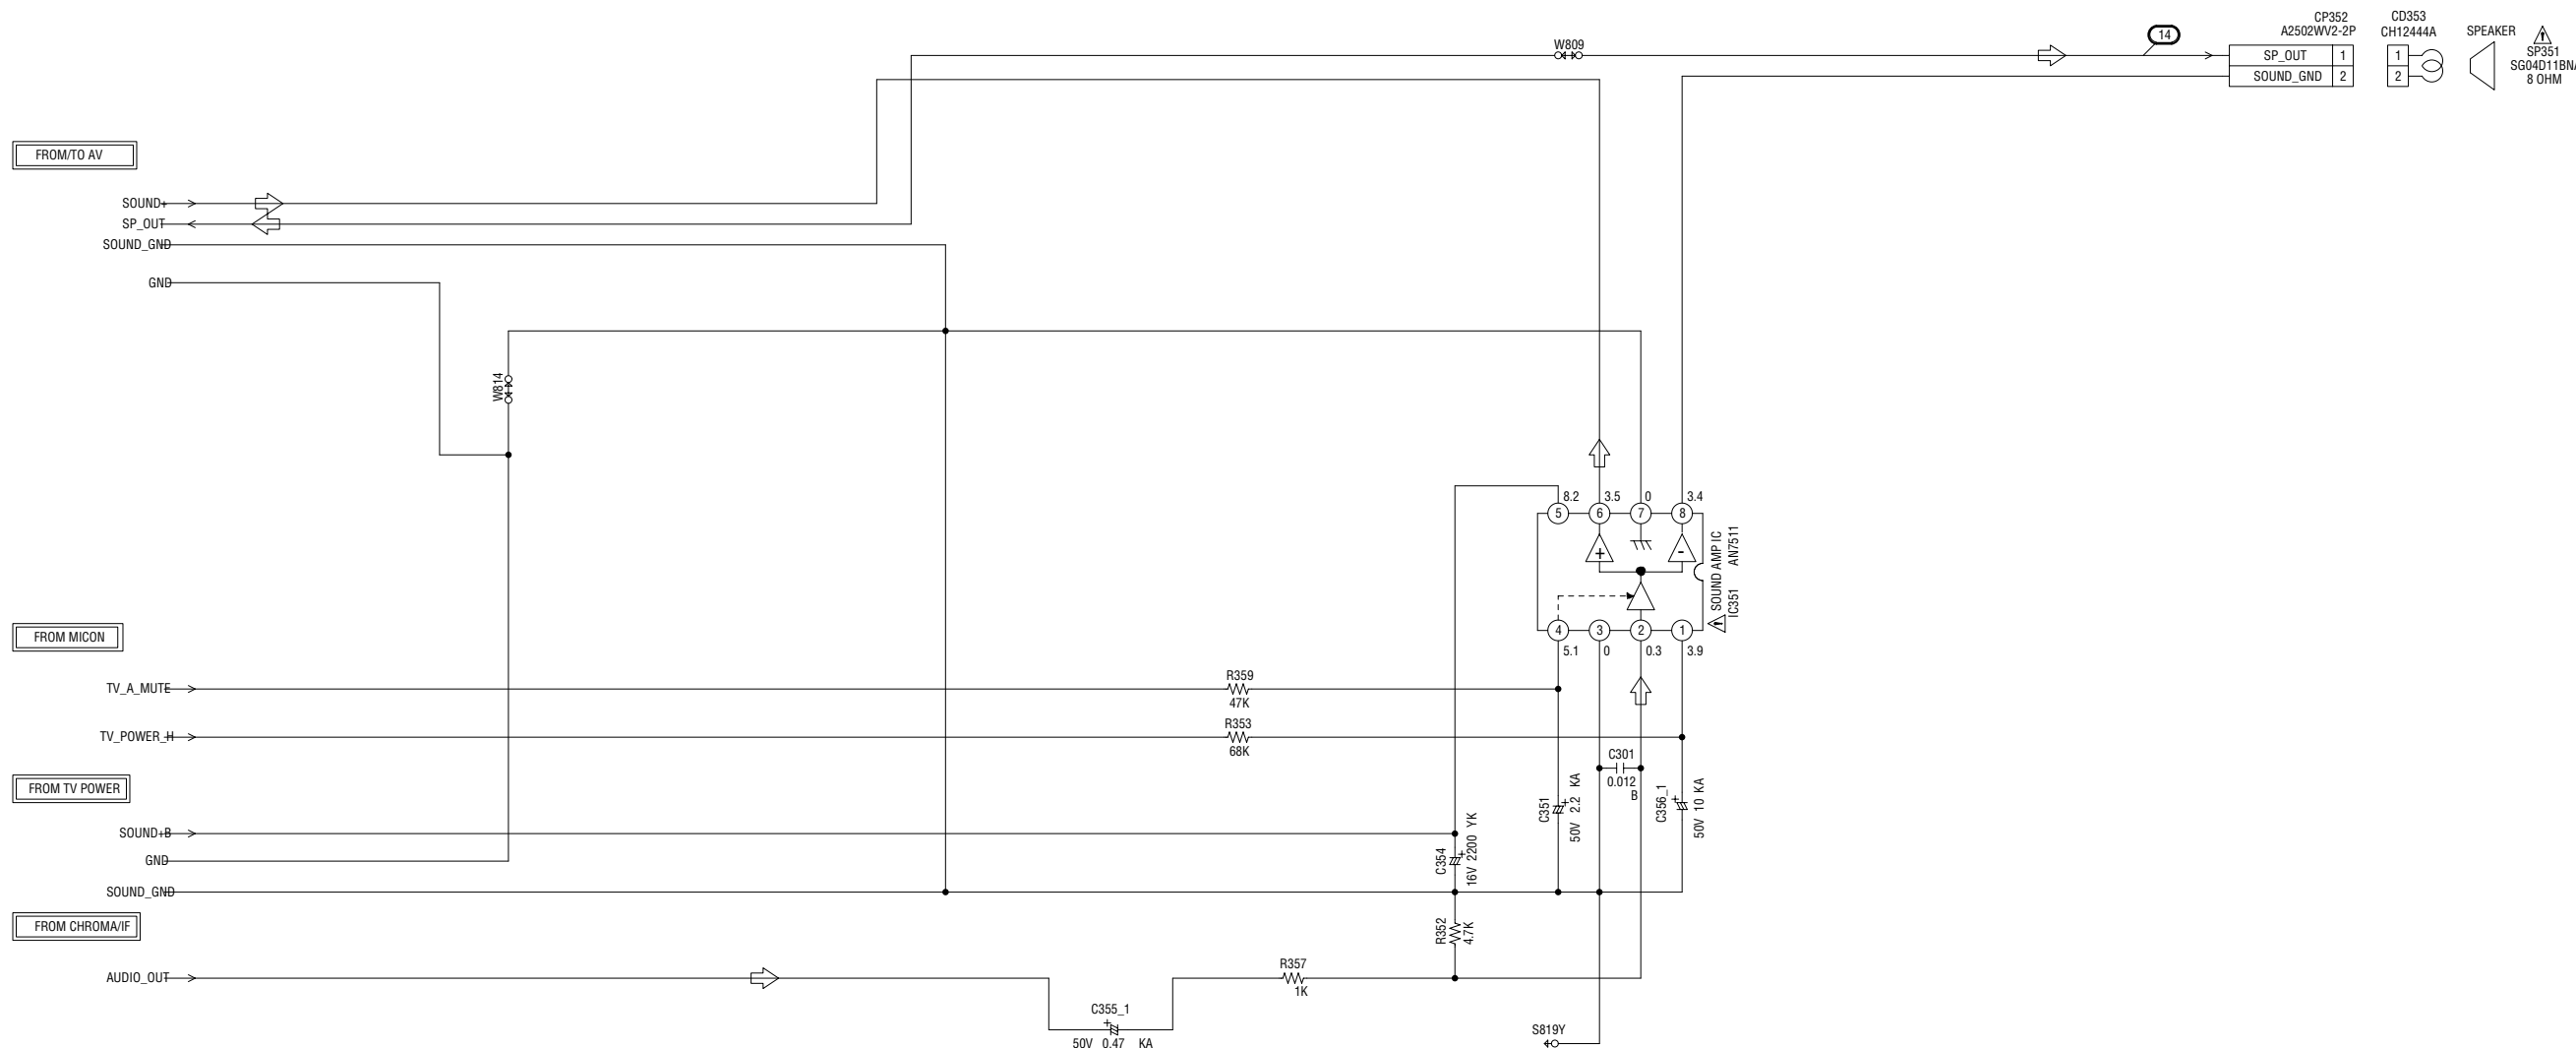 CP352
A2502WV2-2P
CD353
CH12444A
SPEAKER
SP351
SG04D11BN
8 OHM
14
W809
SP_OUT 1
SOUND_GND 2
1
2
FROM/TO AV
SOUND+
SP_OUT
SOUND_GND
GND
W814
8.2 3.5 0 3.4
5 6 7 8
+ -
SOUND AMP IC
IC351 AN7511
4 3 2 1
5.1 0 0.3 3.9
FROM MICON
TV_A_MUTE
R359
47K
TV_POWER_H
R353
68K
C301
0.012
B
C351
+
50V 2.2 KA
C356_1
+
50V 10 KA
FROM TV POWER
SOUND+B
GND
SOUND_GND
C354
+
16V 2200 YK
FROM CHROMA/IF
R352
4.7K
AUDIO_OUT
R357
1K
C355_1
+
50V 0.47 KA
S819Y